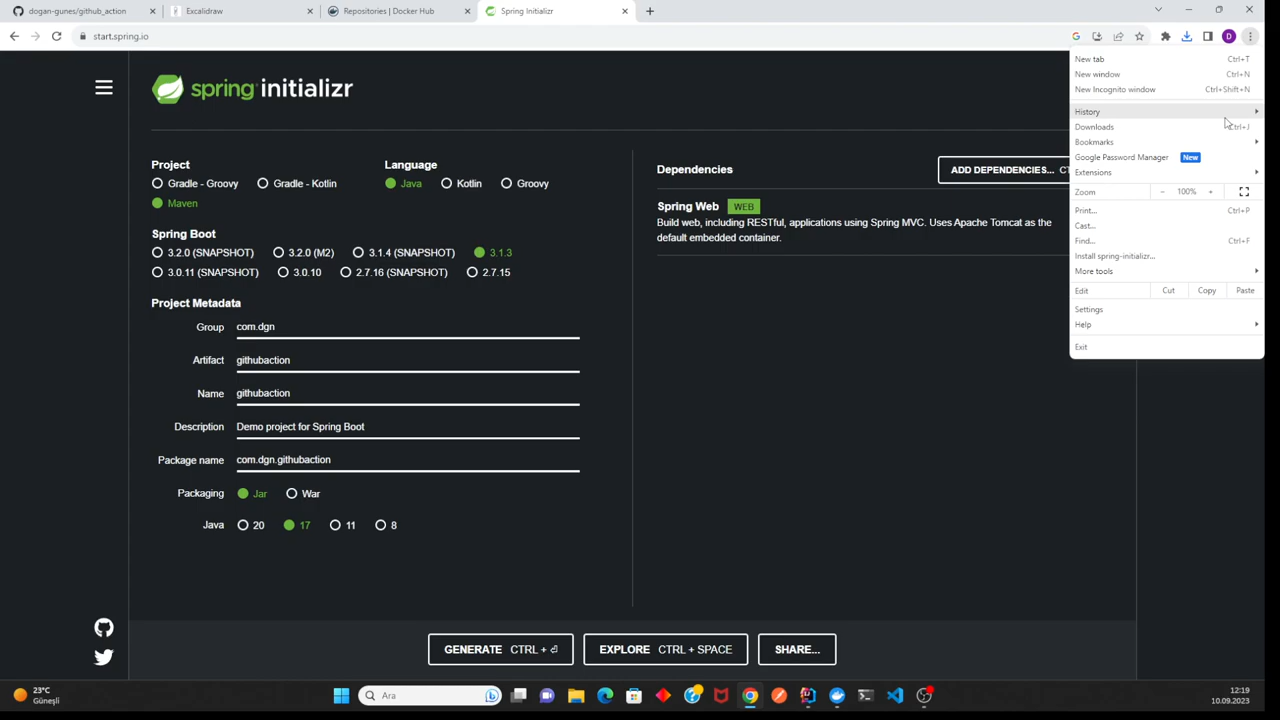 dogan-gunes/github_action
Excalidraw
Repositories | Docker Hub
Spring Initializr
start.spring.io
New tab Ctrl+T
New window Ctrl+N
New Incognito window Ctrl+Shift+N
History
Downloads Ctrl+J
Bookmarks
Google Password Manager New
Extensions
Zoom − 100% +
Print... Ctrl+P
Cast...
Find... Ctrl+F
Install spring-initializr...
More tools
Edit Cut Copy Paste
Settings
Help
Exit
spring initializr
Project
Gradle - Groovy Gradle - Kotlin
Maven
Language
Java Kotlin Groovy
Spring Boot
3.2.0 (SNAPSHOT) 3.2.0 (M2) 3.1.4 (SNAPSHOT) 3.1.3
3.0.11 (SNAPSHOT) 3.0.10 2.7.16 (SNAPSHOT) 2.7.15
Project Metadata
Group com.dgn
Artifact githubaction
Name githubaction
Description Demo project for Spring Boot
Package name com.dgn.githubaction
Packaging Jar War
Java 20 17 11 8
Dependencies
ADD DEPENDENCIES...
Spring Web WEB
Build web, including RESTful, applications using Spring MVC. Uses Apache Tomcat as the
default embedded container.
GENERATE CTRL + ⏎
EXPLORE CTRL + SPACE
SHARE...
23°C
Güneşli
Ara
12:19
10.09.2023